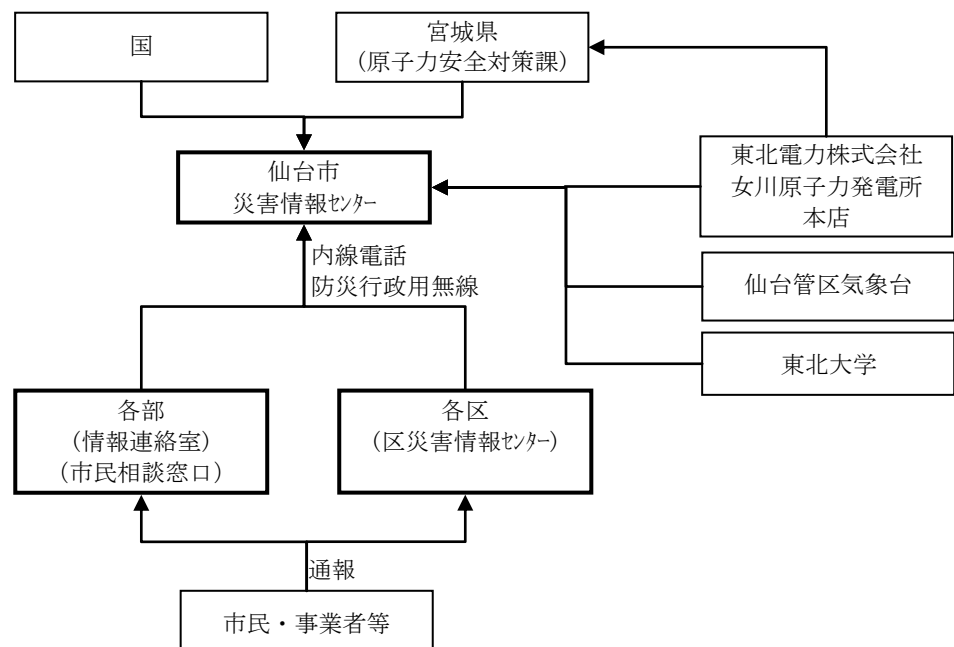 国
宮城県
(原子力安全対策課)
仙台市
災害情報ｾﾝﾀｰ
東北電力株式会社
女川原子力発電所
本店
内線電話
防災行政用無線
仙台管区気象台
東北大学
各部
(情報連絡室)
(市民相談窓口)
各区
(区災害情報ｾﾝﾀｰ)
通報
市民・事業者等